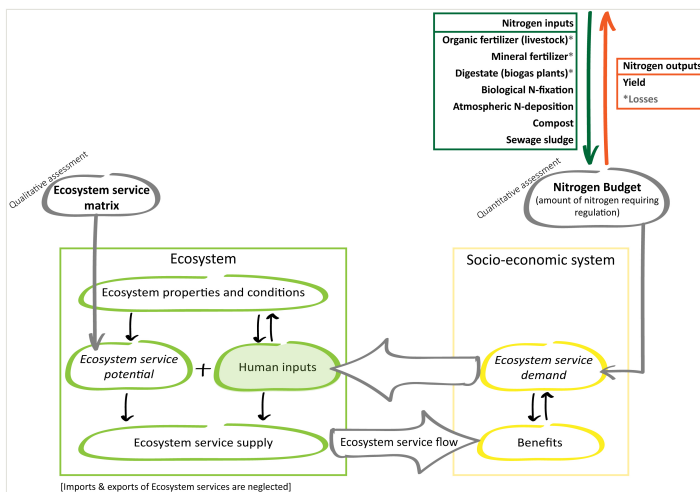 Nitrogen inputs
Organic fertilizer (livestock)*
Mineral fertilizer*
Digestate (biogas plants)*
Biological N-fixation
Atmospheric N-deposition
Compost
Sewage sludge
Nitrogen outputs
Yield
*Losses
Qualitative assessment
Ecosystem service
matrix
Quantitative assessment
Nitrogen Budget
(amount of nitrogen requiring
regulation)
Ecosystem
Socio-economic system
Ecosystem properties and conditions
Ecosystem service
potential
+
Human inputs
Ecosystem service
demand
Ecosystem service supply
Ecosystem service flow
Benefits
[Imports & exports of Ecosystem services are neglected]